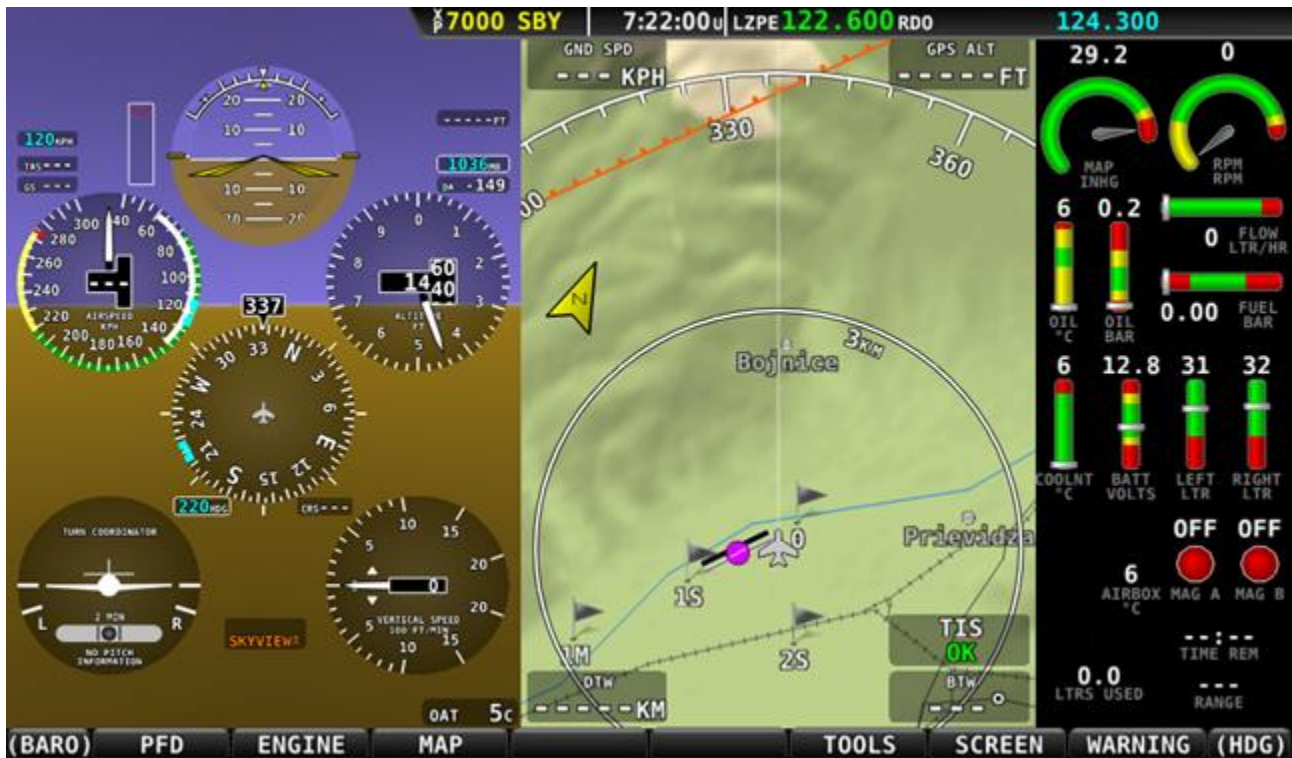 XP 7000 SBY 7:22:00U LZPE 122.600 RDO 124.300
GND SPD
--- KPH
GPS ALT
----- FT
29.2 0
MAP
INHG
RPM
RPM
330
360
20 20
10 10
10 10
20 20
120KPH
TAS---
GS ---
-----FT
1036MB
DA -149
300 40 60
280 80
260 100
240 120
220 140
200 180 160
AIRSPEED
KPH
0
9 1
8 2
7 3
6 4
5
14 60
40
ALTITUDE
FT
337
N 3 6 E 12 15 S 21 24 W 30 33
220HDG
CRS---
TURN COORDINATOR
L R
2 MIN
NO PITCH
INFORMATION
10 15
5 20
0
5 20
10 15
VERTICAL SPEED
100 FT/MIN
SKYVIEW
OAT 5C
N
3KM
Bojnice
Prievidza
0
1S
1M
2S
TIS
OK
DTW
-----KM
BTW
---°
6 0.2
OIL
°C
OIL
BAR
0 FLOW
LTR/HR
0.00 FUEL
BAR
6 12.8 31 32
COOLNT
°C
BATT
VOLTS
LEFT
LTR
RIGHT
LTR
OFF OFF
6
AIRBOX
°C
MAG A MAG B
--:--
TIME REM
0.0
LTRS USED
---
RANGE
(BARO) PFD ENGINE MAP TOOLS SCREEN WARNING (HDG)